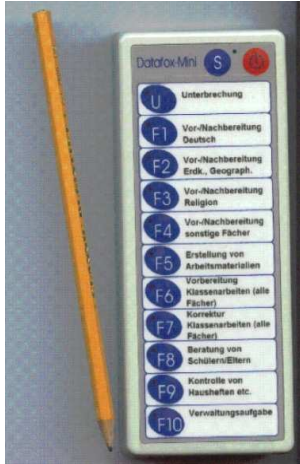 Datafox-Mini S
U Unterbrechung
F1 Vor-/Nachbereitung
Deutsch
F2 Vor-/Nachbereitung
Erdk., Geograph.
F3 Vor-/Nachbereitung
Religion
F4 Vor-/Nachbereitung
sonstige Fächer
F5 Erstellung von
Arbeitsmaterialien
F6 Vorbereitung
Klassenarbeiten (alle
Fächer)
F7 Korrektur
Klassenarbeiten (alle
Fächer)
F8 Beratung von
Schülern/Eltern
F9 Kontrolle von
Hausheften etc.
F10 Verwaltungsaufgabe